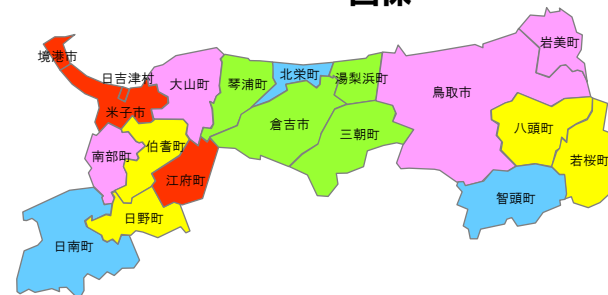 岩美町
境港市
日吉津村
大山町
琴浦町
北栄町
湯梨浜町
鳥取市
米子市
倉吉市
三朝町
八頭町
南部町
伯耆町
若桜町
江府町
智頭町
日野町
日南町